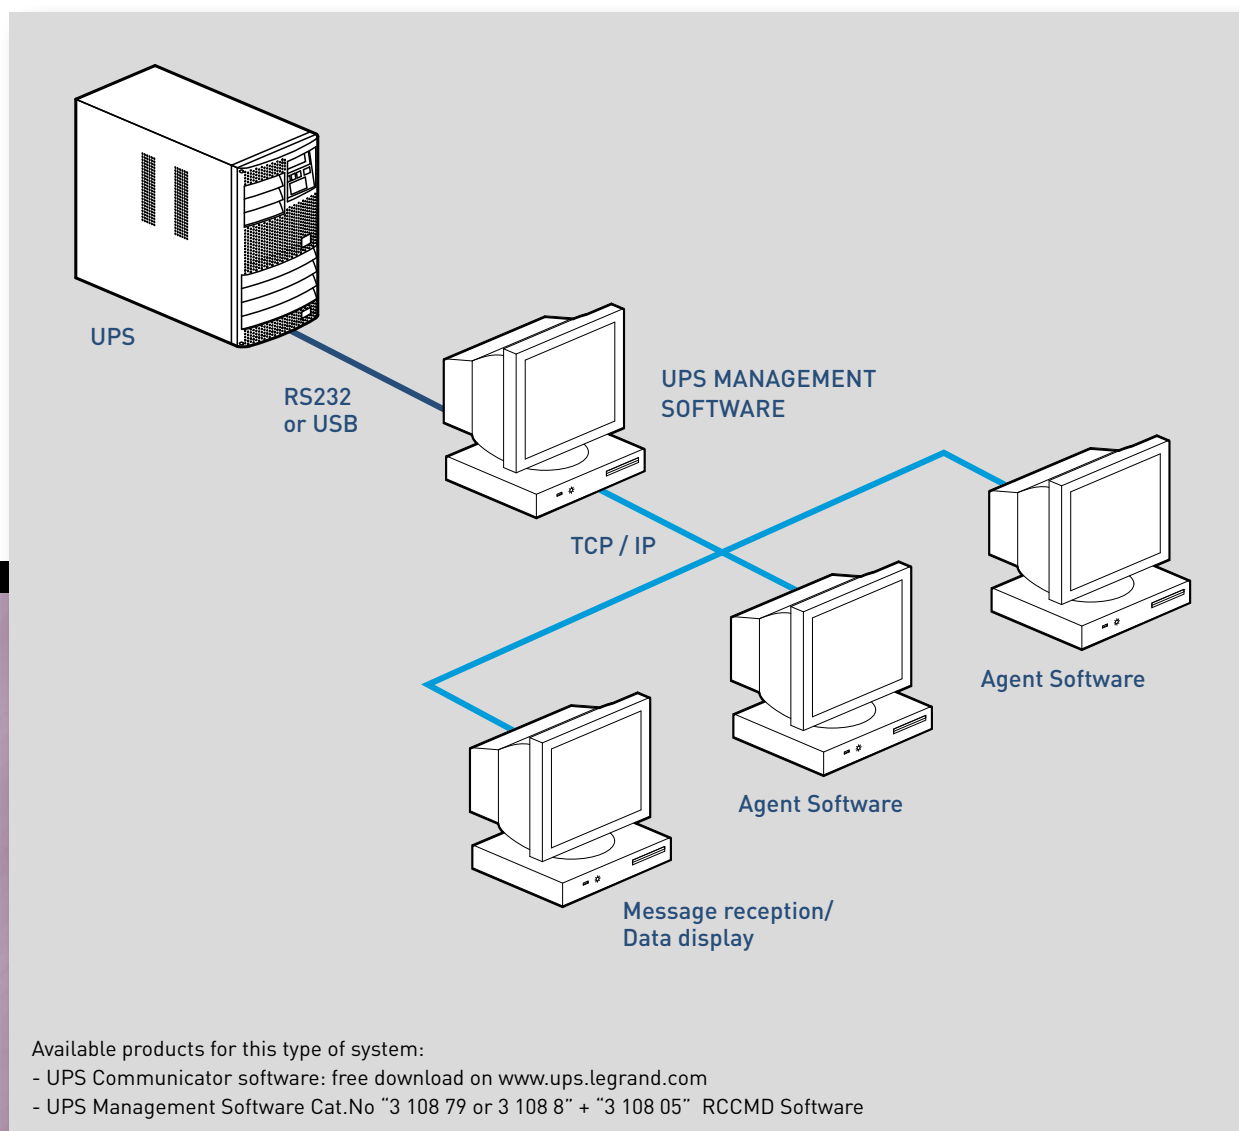 UPS
RS232
or USB
UPS MANAGEMENT
SOFTWARE
TCP / IP
Agent Software
Agent Software
Message reception/
Data display
Available products for this type of system:
- UPS Communicator software: free download on www.ups.legrand.com
- UPS Management Software Cat.No “3 108 79 or 3 108 8” + “3 108 05” RCCMD Software